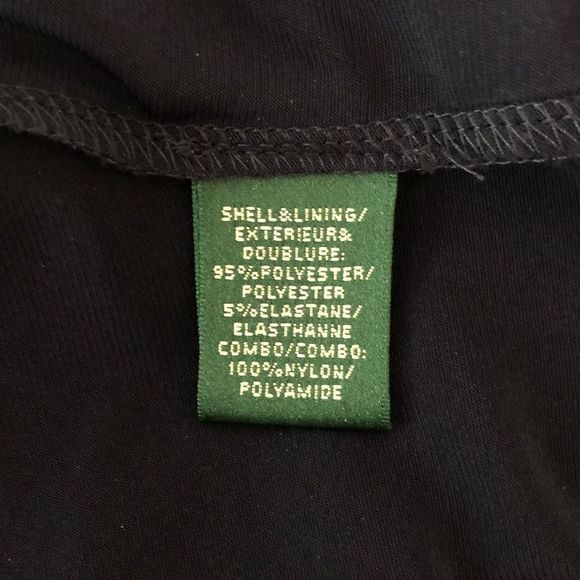 SHELL&LINING/
EXTERIEUR&
DOUBLURE:
95%POLYESTER/
POLYESTER
5%ELASTANE/
ELASTHANNE
COMBO/COMBO:
100%NYLON/
POLYAMIDE